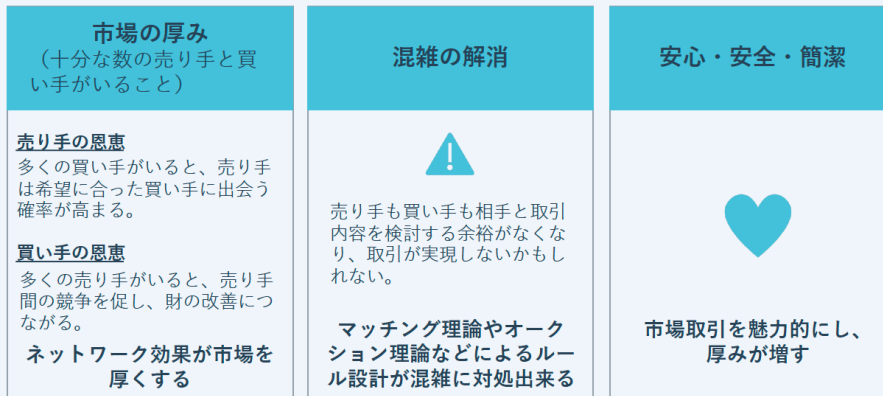 市場の厚み
（十分な数の売り手と買
い手がいること）
売り手の恩恵
多くの買い手がいると、売り手
は希望に合った買い手に出会う
確率が高まる。
買い手の恩恵
多くの売り手がいると、売り手
間の競争を促し、財の改善につ
ながる。
ネットワーク効果が市場を
厚くする
混雑の解消
売り手も買い手も相手と取引
内容を検討する余裕がなくな
り、取引が実現しないかもし
れない。
マッチング理論やオーク
ション理論などによるルー
ル設計が混雑に対処出来る
安心・安全・簡潔
市場取引を魅力的にし、
厚みが増す